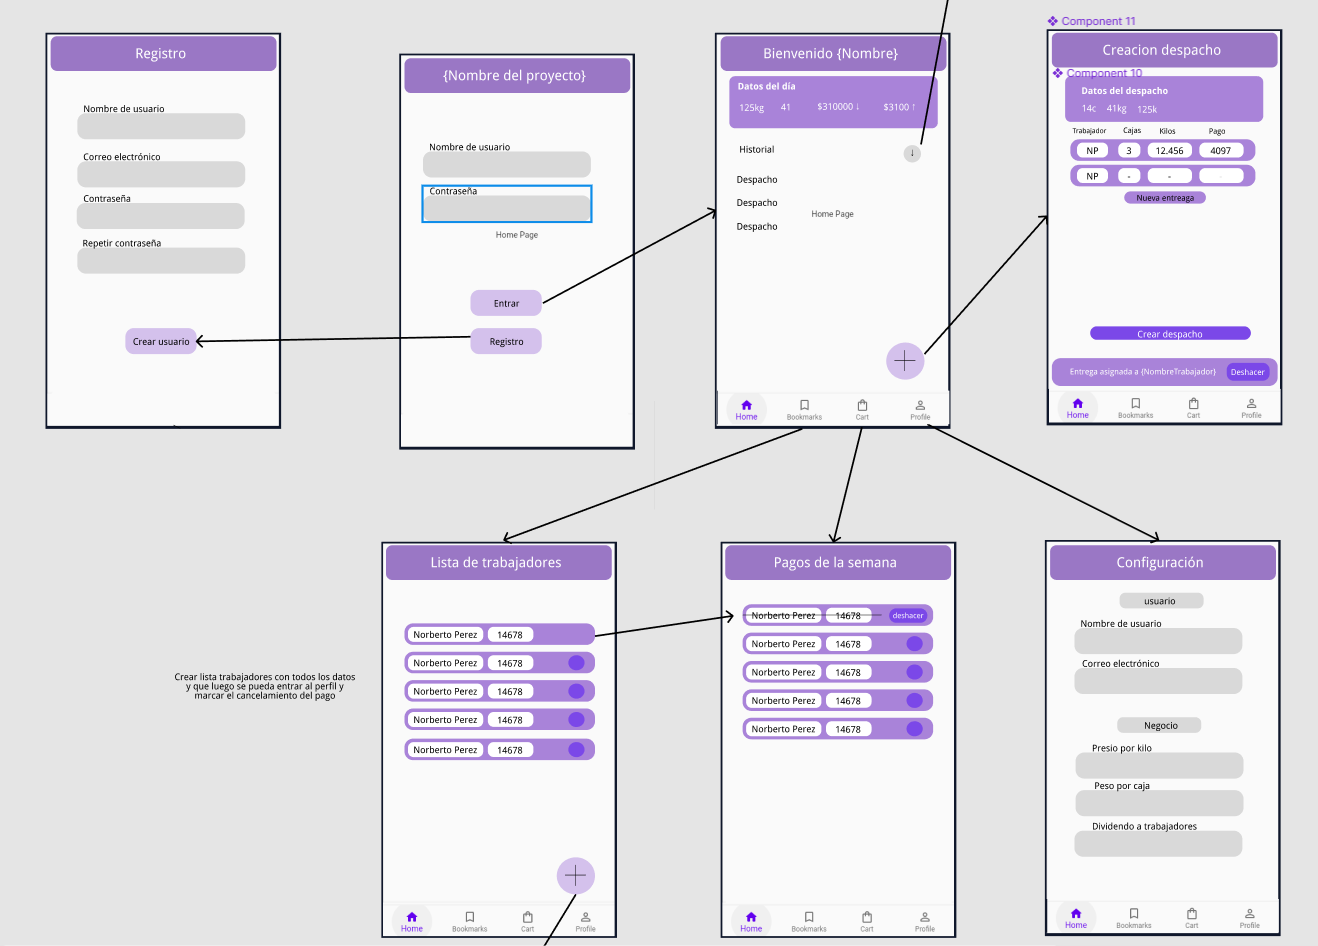 Registro
Nombre de usuario
Correo electrónico
Contraseña
Repetir contraseña
Crear usuario
{Nombre del proyecto}
Nombre de usuario
Contraseña
Home Page
Entrar
Registro
Bienvenido {Nombre}
Datos del día
125kg 41 $310000 ↓ $3100 ↑
Historial ↓
Despacho
Despacho
Home Page
Despacho
Home Bookmarks Cart Profile
Component 11
Creacion despacho
Component 10
Datos del despacho
14c 41kg 125k
Trabajador Cajas Kilos Pago
NP 3 12.456 4097
NP - - -
Nueva entreaga
Crear despacho
Entrega asignada a {NombreTrabajador} Deshacer
Home Bookmarks Cart Profile
Crear lista trabajadores con todos los datos
y que luego se pueda entrar al perfil y
marcar el cancelamiento del pago
Lista de trabajadores
Norberto Perez 14678
Norberto Perez 14678
Norberto Perez 14678
Norberto Perez 14678
Norberto Perez 14678
Home Bookmarks Cart Profile
Pagos de la semana
Norberto Perez 14678 deshacer
Norberto Perez 14678
Norberto Perez 14678
Norberto Perez 14678
Norberto Perez 14678
Home Bookmarks Cart Profile
Configuración
usuario
Nombre de usuario
Correo electrónico
Negocio
Presio por kilo
Peso por caja
Dividendo a trabajadores
Home Bookmarks Cart Profile